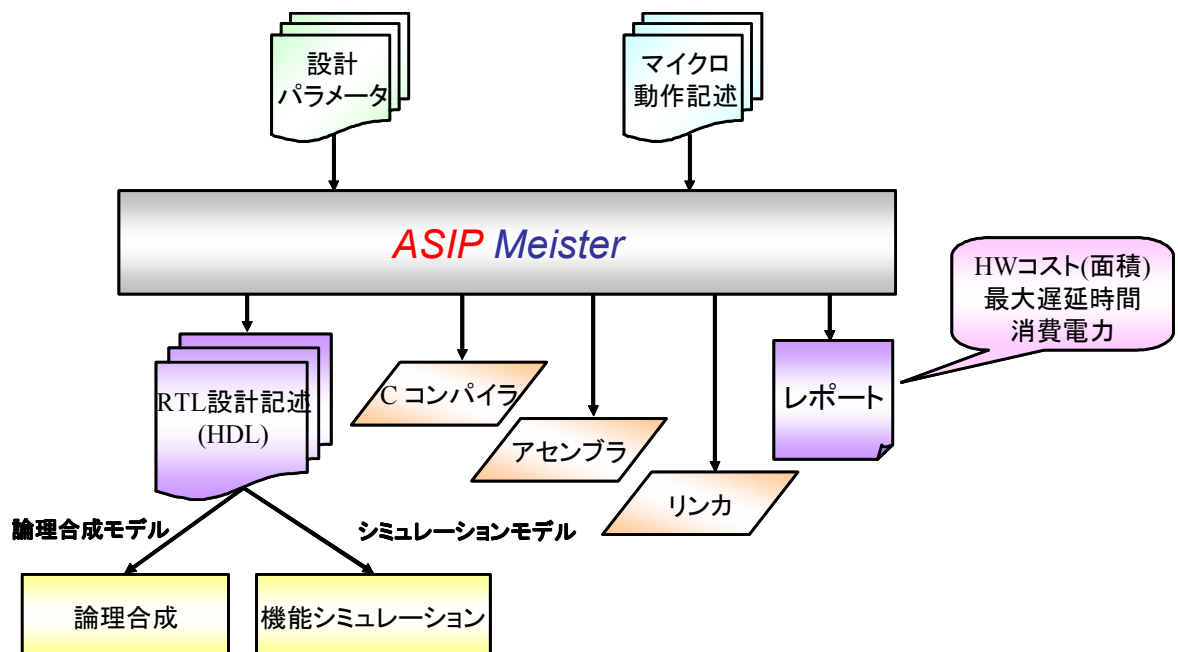 設計
パラメータ
マイクロ
動作記述
ASIP Meister
HWコスト(面積)
最大遅延時間
消費電力
RTL設計記述
(HDL)
C コンパイラ
アセンブラ
リンカ
レポート
論理合成モデル
シミュレーションモデル
論理合成
機能シミュレーション